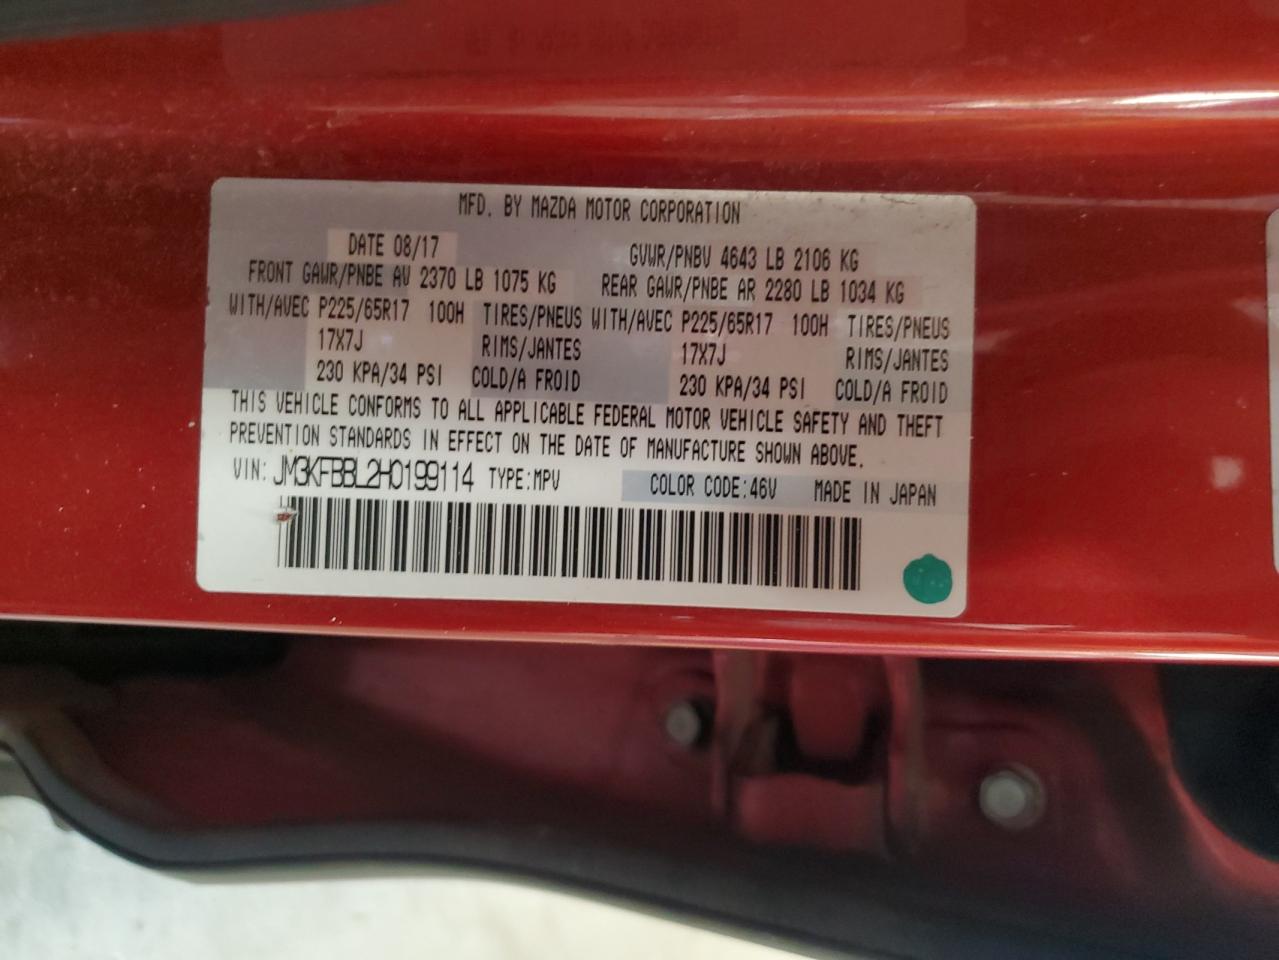 MFD. BY MAZDA MOTOR CORPORATION
DATE 08/17 GVWR/PNBV 4643 LB 2106 KG
FRONT GAWR/PNBE AV 2370 LB 1075 KG REAR GAWR/PNBE AR 2280 LB 1034 KG
WITH/AVEC P225/65R17 100H TIRES/PNEUS WITH/AVEC P225/65R17 100H TIRES/PNEUS
17X7J RIMS/JANTES 17X7J RIMS/JANTES
230 KPA/34 PSI COLD/A FROID 230 KPA/34 PSI COLD/A FROID
THIS VEHICLE CONFORMS TO ALL APPLICABLE FEDERAL MOTOR VEHICLE SAFETY AND THEFT
PREVENTION STANDARDS IN EFFECT ON THE DATE OF MANUFACTURE SHOWN ABOVE.
VIN: JM3KFBBL2H0199114 TYPE:MPV COLOR CODE:46V MADE IN JAPAN